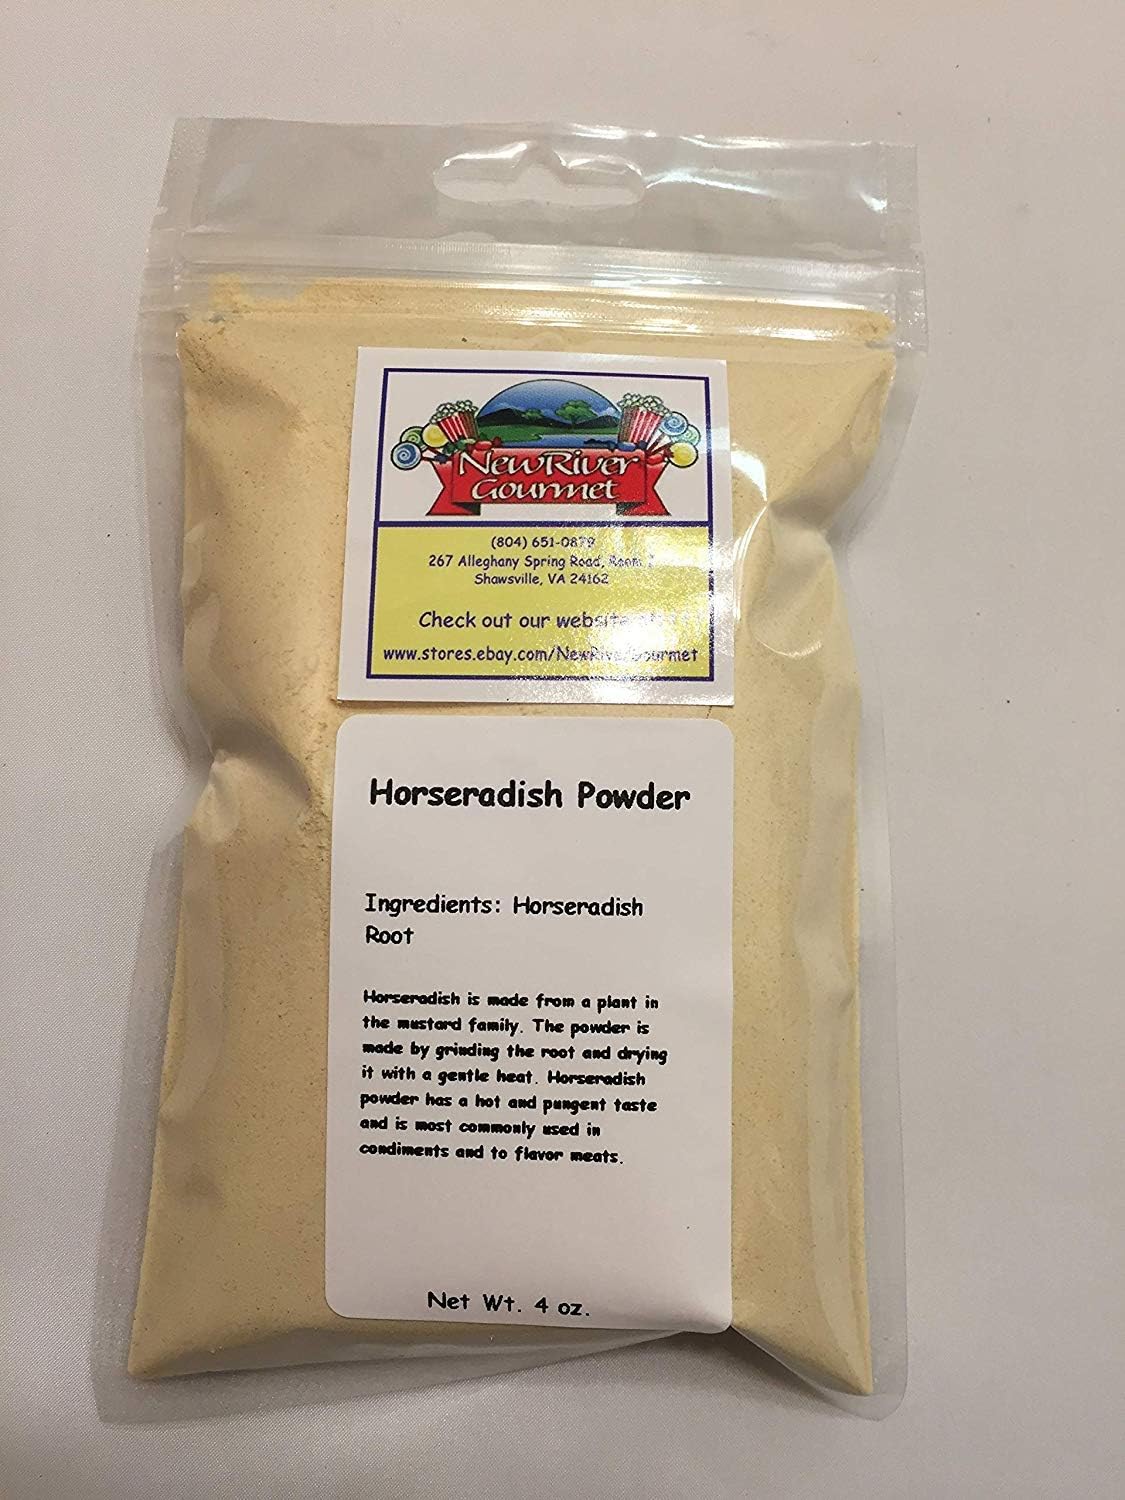 NewRiver
Gourmet
(804) 651-0879
267 Alleghany Spring Road, Room
Shawsville, VA 24162
Check out our website
www.stores.ebay.com/NewRiverGourmet
Horseradish Powder
Ingredients: Horseradish
Root
Horseradish is made from a plant in
the mustard family. The powder is
made by grinding the root and drying
it with a gentle heat. Horseradish
powder has a hot and pungent taste
and is most commonly used in
condiments and to flavor meats.
Net Wt. 4 oz.